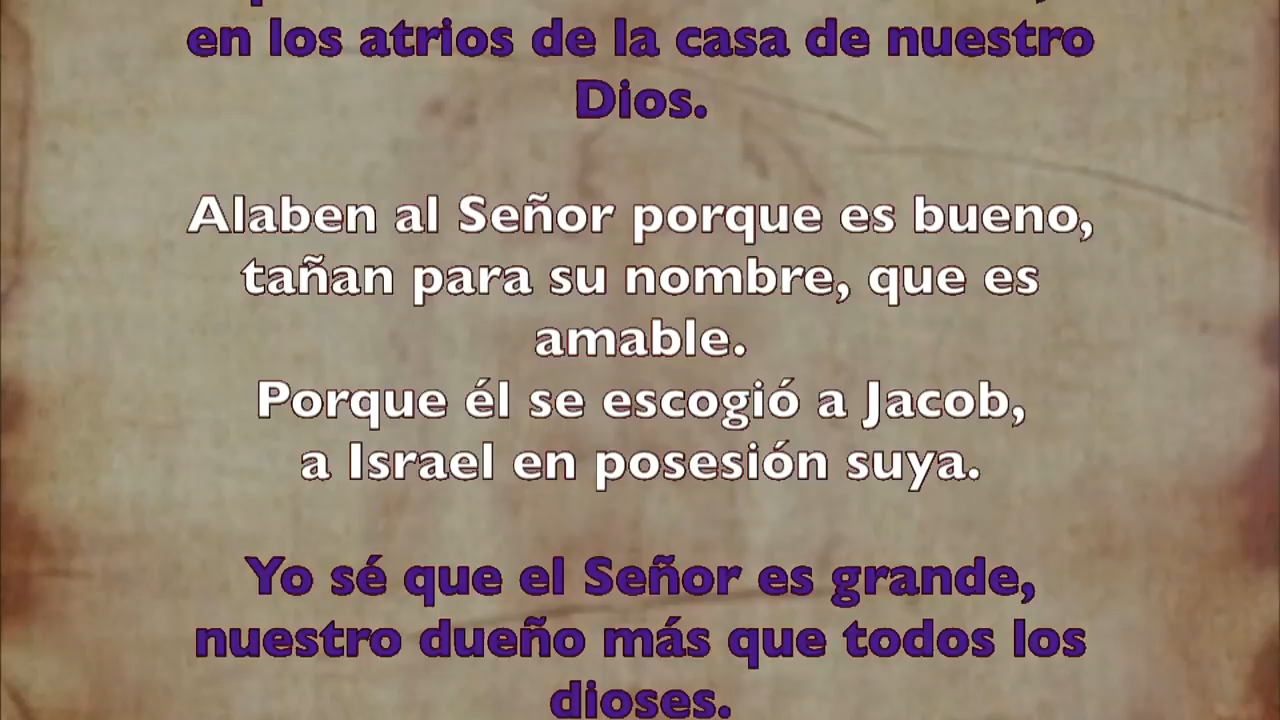 en los atrios de la casa de nuestro
Dios.
Alaben al Señor porque es bueno,
tañan para su nombre, que es
amable.
Porque él se escogió a Jacob,
a Israel en posesión suya.
Yo sé que el Señor es grande,
nuestro dueño más que todos los
dioses.